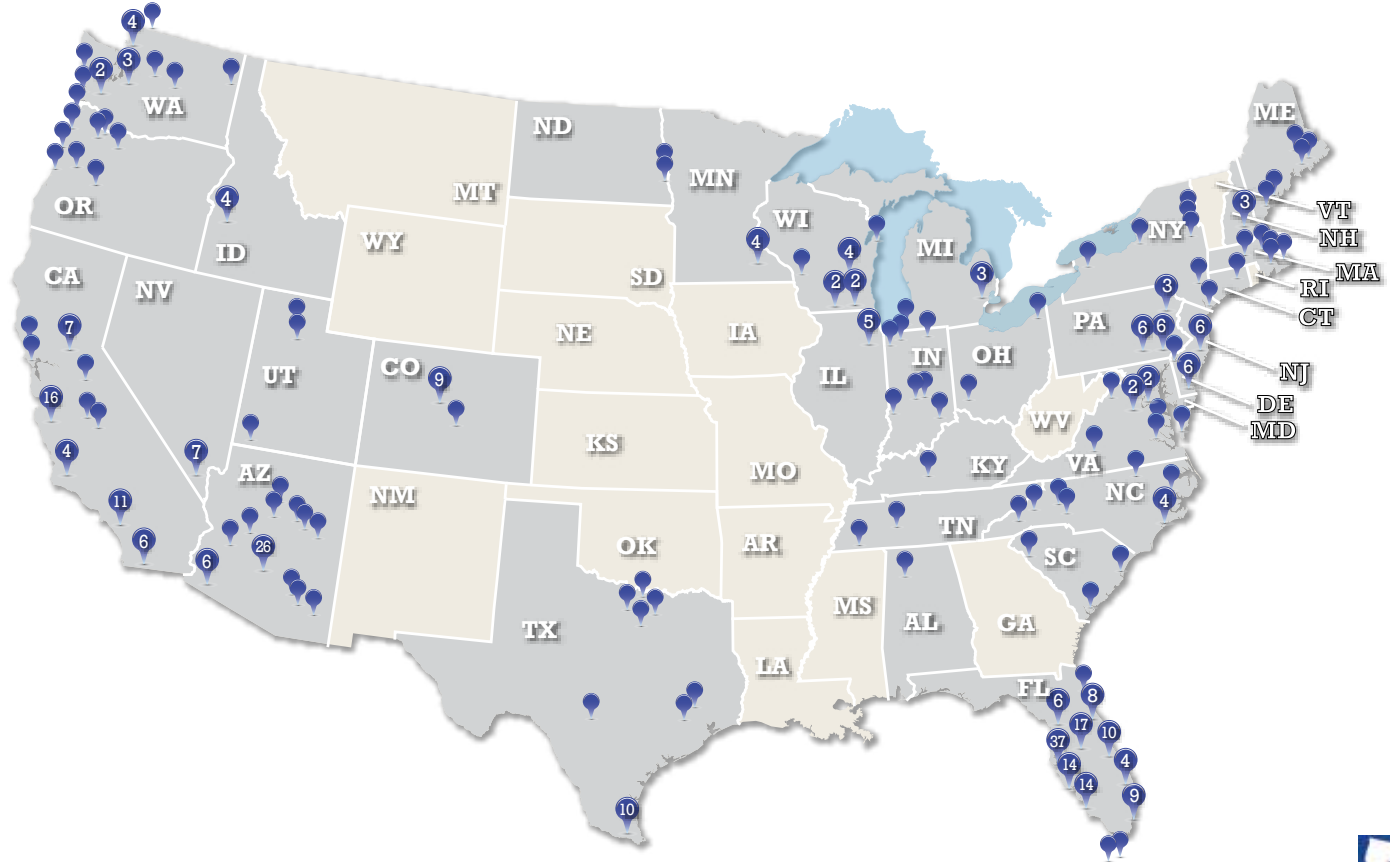 4
3
2
WA
ND
ME
MT
MN
OR
4
3
VT
WI
NY
NH
WY
4
4
MI
ID
MA
3
CA
SD
2
2
RI
NV
3
CT
7
5
PA
6
6
6
NE
IA
IN
OH
UT
CO
9
IL
6
NJ
2
2
16
DE
WV
MD
4
7
KS
KY
VA
AZ
MO
NM
NC
11
4
TN
6
26
OK
AR
SC
6
MS
TX
AL
GA
LA
FL
6
8
17
10
37
14
4
14
9
10